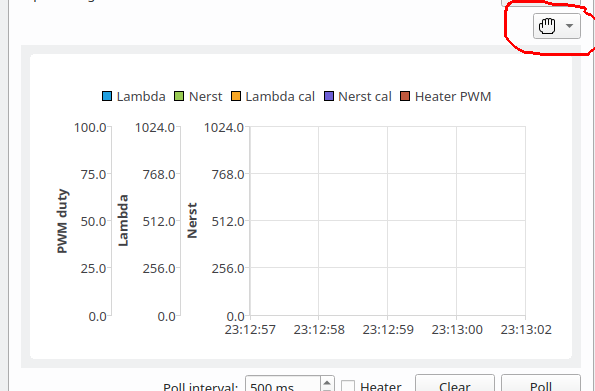 Lambda Nerst Lambda cal Nerst cal Heater PWM
100.0 1024.0 1024.0
75.0 768.0 768.0
50.0 512.0 512.0
25.0 256.0 256.0
0.0 0.0 0.0
PWM duty
Lambda
Nerst
23:12:57 23:12:58 23:12:59 23:13:00 23:13:02
Poll interval: 500 ms Heater Clear Poll